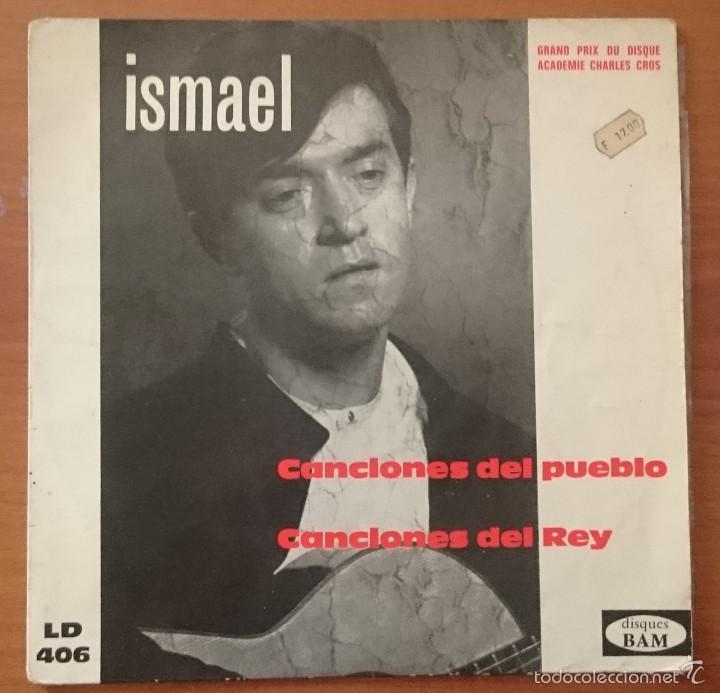 ismael
GRAND PRIX DU DISQUE
ACADEMIE CHARLES CROS
F 17.00
Canciones del pueblo
Canciones del Rey
LD
406
disques
BAM
© todocoleccion.net